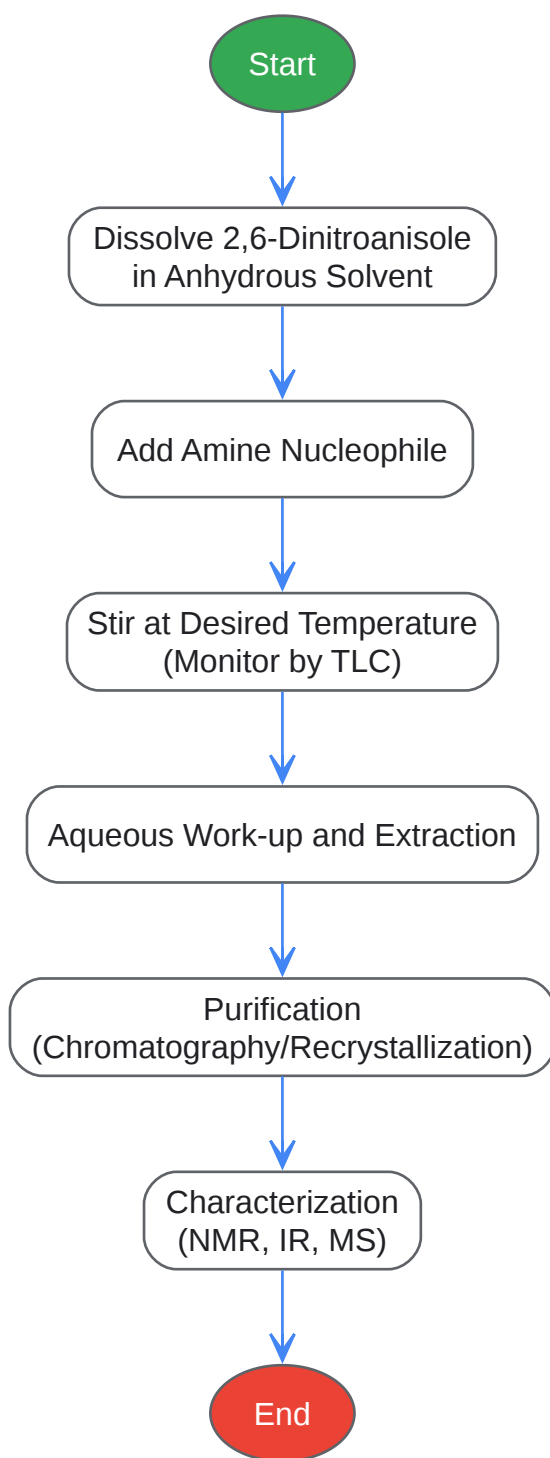 Start
Dissolve 2,6-Dinitroanisole
in Anhydrous Solvent
Add Amine Nucleophile
Stir at Desired Temperature
(Monitor by TLC)
Aqueous Work-up and Extraction
Purification
(Chromatography/Recrystallization)
Characterization
(NMR, IR, MS)
End